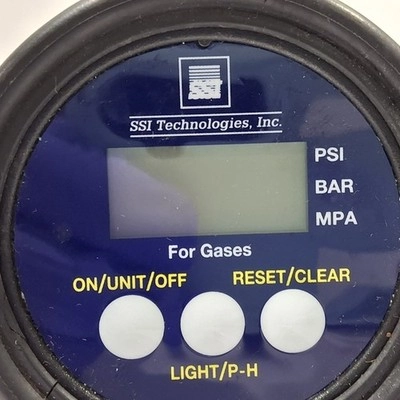 SSI
SSI Technologies, Inc.
PSI
BAR
MPA
For Gases
ON/UNIT/OFF RESET/CLEAR
LIGHT/P-H